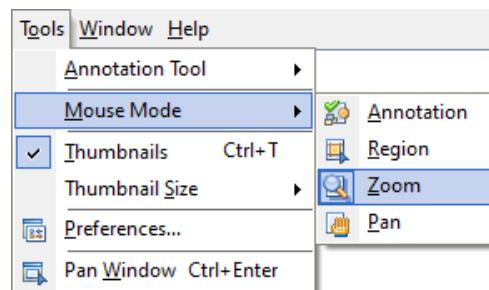 Tools Window Help
Annotation Tool
Mouse Mode
Thumbnails Ctrl+T
Thumbnail Size
Preferences...
Pan Window Ctrl+Enter
Annotation
Region
Zoom
Pan